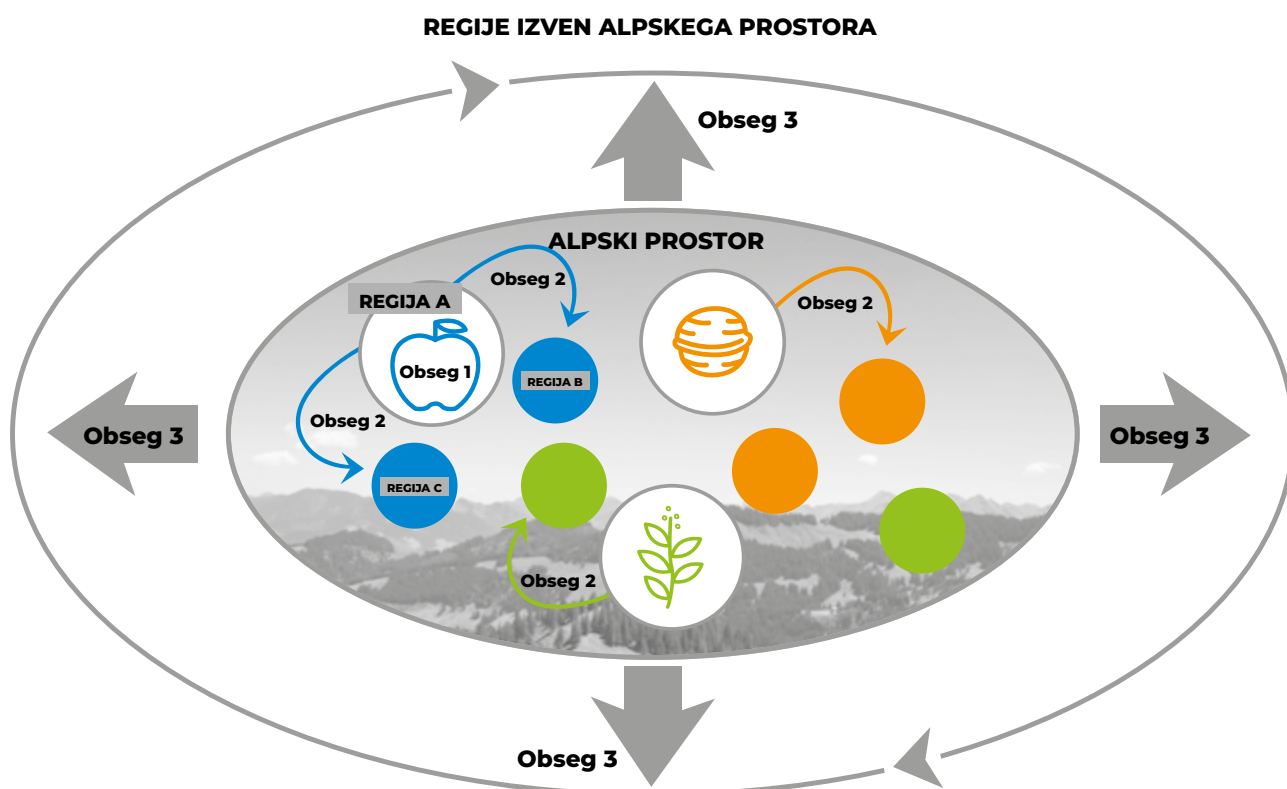 REGIJE IZVEN ALPSKEGA PROSTORA
Obseg 3
ALPSKI PROSTOR
Obseg 2
REGIJA A
Obseg 2
Obseg 1
REGIJA B
Obseg 2
Obseg 3
Obseg 3
REGIJA C
Obseg 2
Obseg 3